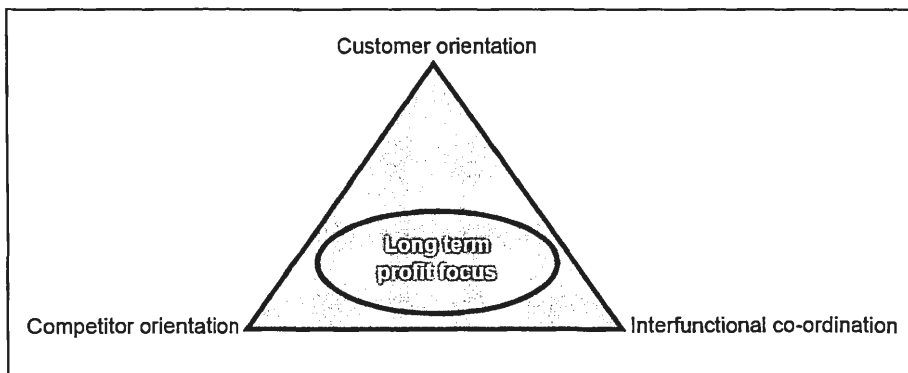 Customer orientation
Long term
profit focus
Competitor orientation
Interfunctional co-ordination